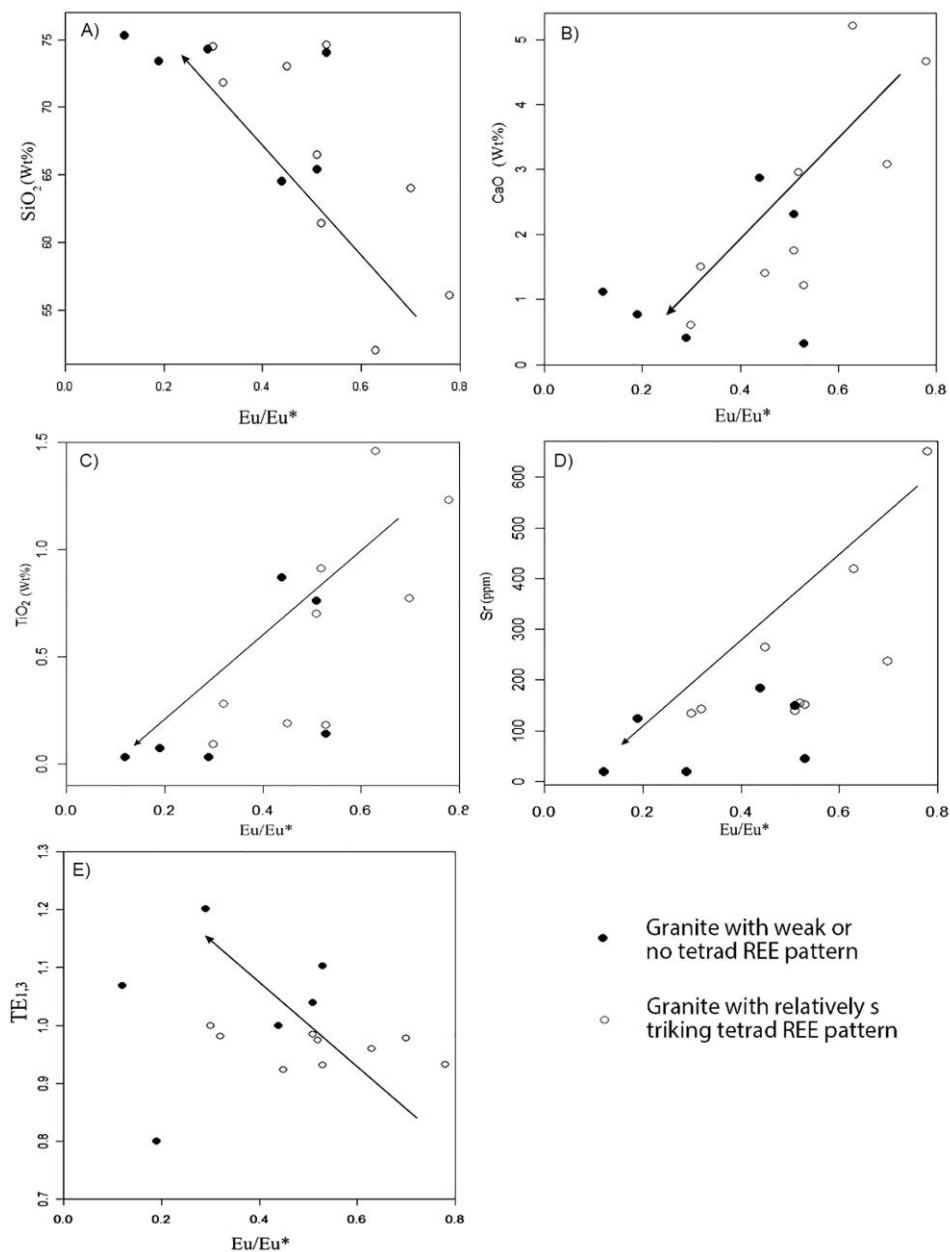 A)
75
70
65
60
55
SiO2 (Wt%)
0.0 0.2 0.4 0.6 0.8
Eu/Eu*
B)
5
4
3
2
1
0
CaO (Wt%)
0.0 0.2 0.4 0.6 0.8
Eu/Eu*
C)
1.5
1.0
0.5
0.0
TiO2 (Wt%)
0.0 0.2 0.4 0.6 0.8
Eu/Eu*
D)
600
500
400
300
200
100
0
Sr (ppm)
0.0 0.2 0.4 0.6 0.8
Eu/Eu*
E)
1.3
1.2
1.1
1.0
0.9
0.8
0.7
TE1,3
0.0 0.2 0.4 0.6 0.8
Eu/Eu*
Granite with weak or
no tetrad REE pattern
Granite with relatively s
triking tetrad REE pattern